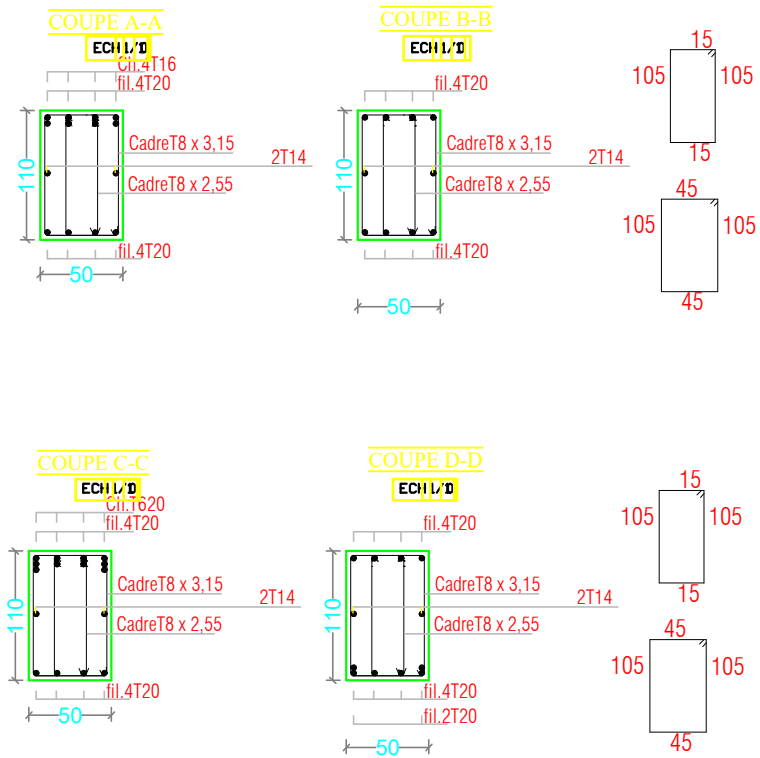 COUPE A-A
ECH 1/10
CH.4T16
fil.4T20
CadreT8 x 3,15
2T14
CadreT8 x 2,55
110
fil.4T20
50
COUPE B-B
ECH 1/10
fil.4T20
CadreT8 x 3,15
2T14
CadreT8 x 2,55
110
fil.4T20
50
15
105
105
15
45
105
105
45
COUPE C-C
ECH 1/10
CH.T620
fil.4T20
CadreT8 x 3,15
2T14
CadreT8 x 2,55
110
fil.4T20
50
COUPE D-D
ECH 1/10
fil.4T20
CadreT8 x 3,15
2T14
CadreT8 x 2,55
110
fil.4T20
fil.2T20
50
15
105
105
15
45
105
105
45